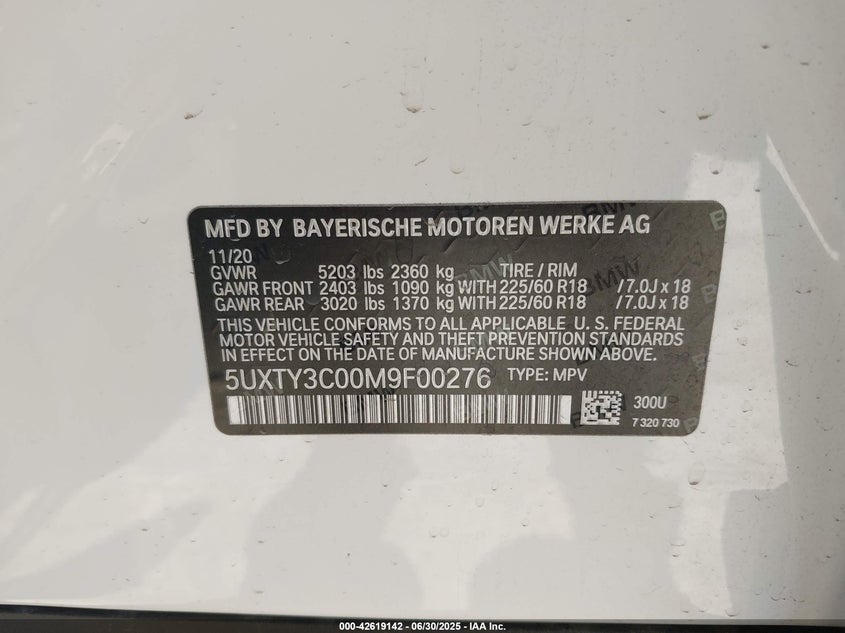 MFD BY BAYERISCHE MOTOREN WERKE AG
11/20
GVWR 5203 lbs 2360 kg TIRE / RIM
GAWR FRONT 2403 lbs 1090 kg WITH 225/60 R18 /7.0J x 18
GAWR REAR 3020 lbs 1370 kg WITH 225/60 R18 /7.0J x 18
THIS VEHICLE CONFORMS TO ALL APPLICABLE U. S. FEDERAL
MOTOR VEHICLE SAFETY AND THEFT PREVENTION STANDARDS
IN EFFECT ON THE DATE OF MANUFACTURE SHOWN ABOVE.
5UXTY3C00M9F00276 TYPE: MPV
300U
7 320 730
000-42619142 - 06/30/2025 - IAA Inc.